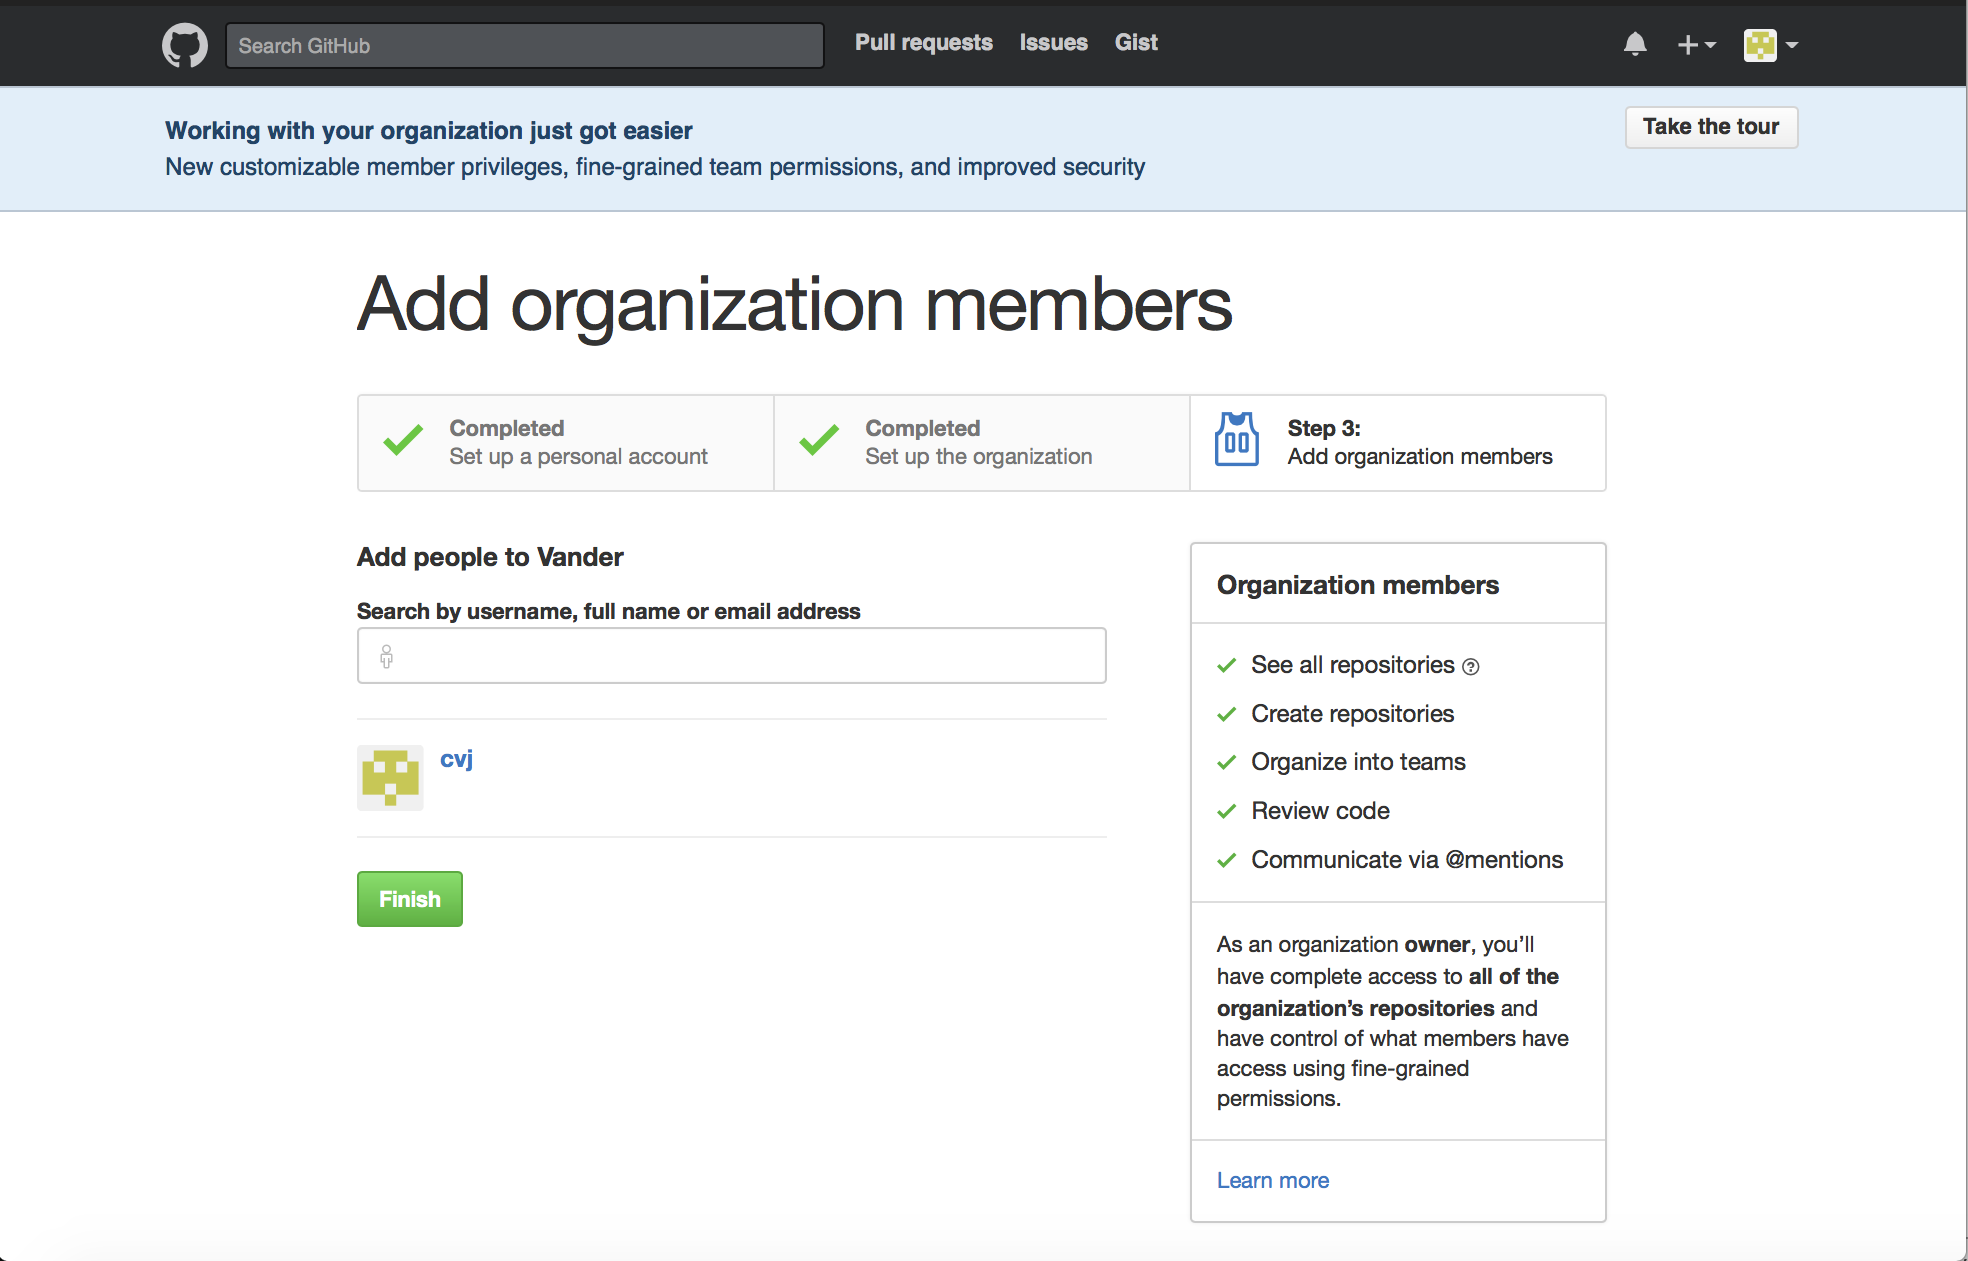 Search GitHub
Pull requests
Issues
Gist
Working with your organization just got easier
New customizable member privileges, fine-grained team permissions, and improved security
Take the tour
Add organization members
Completed
Set up a personal account
Completed
Set up the organization
Step 3:
Add organization members
Add people to Vander
Search by username, full name or email address
cvj
Finish
Organization members
See all repositories
Create repositories
Organize into teams
Review code
Communicate via @mentions
As an organization owner, you’ll
have complete access to all of the
organization’s repositories and
have control of what members have
access using fine-grained
permissions.
Learn more